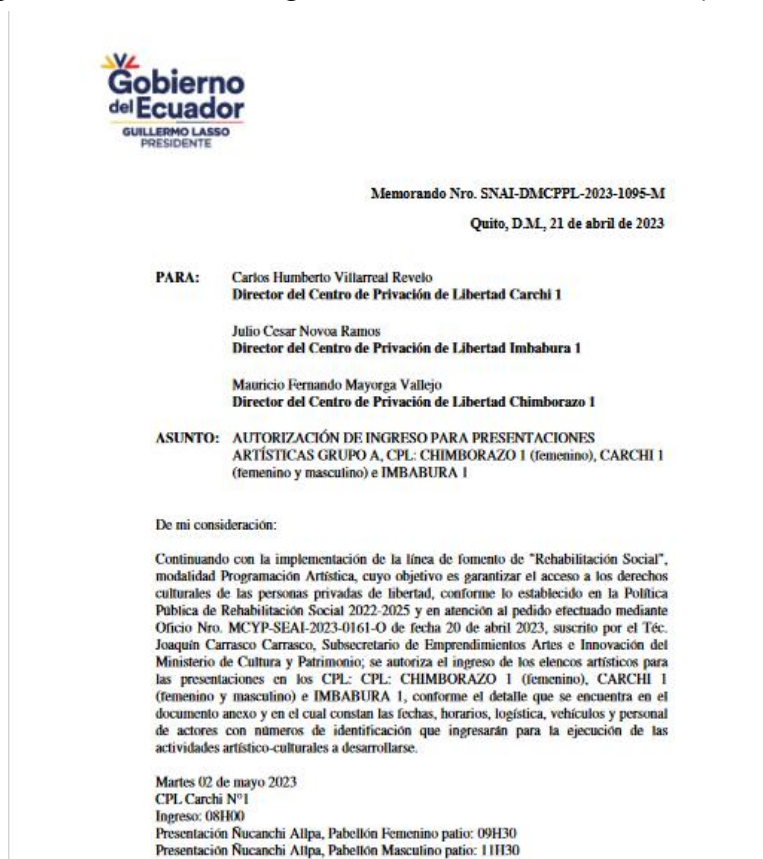 Gobierno
del Ecuador
GUILLERMO LASSO
PRESIDENTE
Memorando Nro. SNAI-DMCPPL-2023-1095-M
Quito, D.M., 21 de abril de 2023
PARA: Carlos Humberto Villarreal Revelo
Director del Centro de Privación de Libertad Carchi 1
Julio Cesar Novoa Ramos
Director del Centro de Privación de Libertad Imbabura 1
Mauricio Fernando Mayorga Vallejo
Director del Centro de Privación de Libertad Chimborazo 1
ASUNTO: AUTORIZACIÓN DE INGRESO PARA PRESENTACIONES
ARTÍSTICAS GRUPO A, CPL: CHIMBORAZO 1 (femenino), CARCHI 1
(femenino y masculino) e IMBABURA 1
De mi consideración:
Continuando con la implementación de la línea de fomento de "Rehabilitación Social",
modalidad Programación Artística, cuyo objetivo es garantizar el acceso a los derechos
culturales de las personas privadas de libertad, conforme lo establecido en la Política
Pública de Rehabilitación Social 2022-2025 y en atención al pedido efectuado mediante
Oficio Nro. MCYP-SEAI-2023-0161-O de fecha 20 de abril 2023, suscrito por el Téc.
Joaquín Carrasco Carrasco, Subsecretario de Emprendimientos Artes e Innovación del
Ministerio de Cultura y Patrimonio; se autoriza el ingreso de los elencos artísticos para
las presentaciones en los CPL: CPL: CHIMBORAZO 1 (femenino), CARCHI 1
(femenino y masculino) e IMBABURA 1, conforme el detalle que se encuentra en el
documento anexo y en el cual constan las fechas, horarios, logística, vehículos y personal
de actores con números de identificación que ingresarán para la ejecución de las
actividades artístico-culturales a desarrollarse.
Martes 02 de mayo 2023
CPL Carchi N°1
Ingreso: 08H00
Presentación Ñucanchi Allpa, Pabellón Femenino patio: 09H30
Presentación Ñucanchi Allpa, Pabellón Masculino patio: 11H30